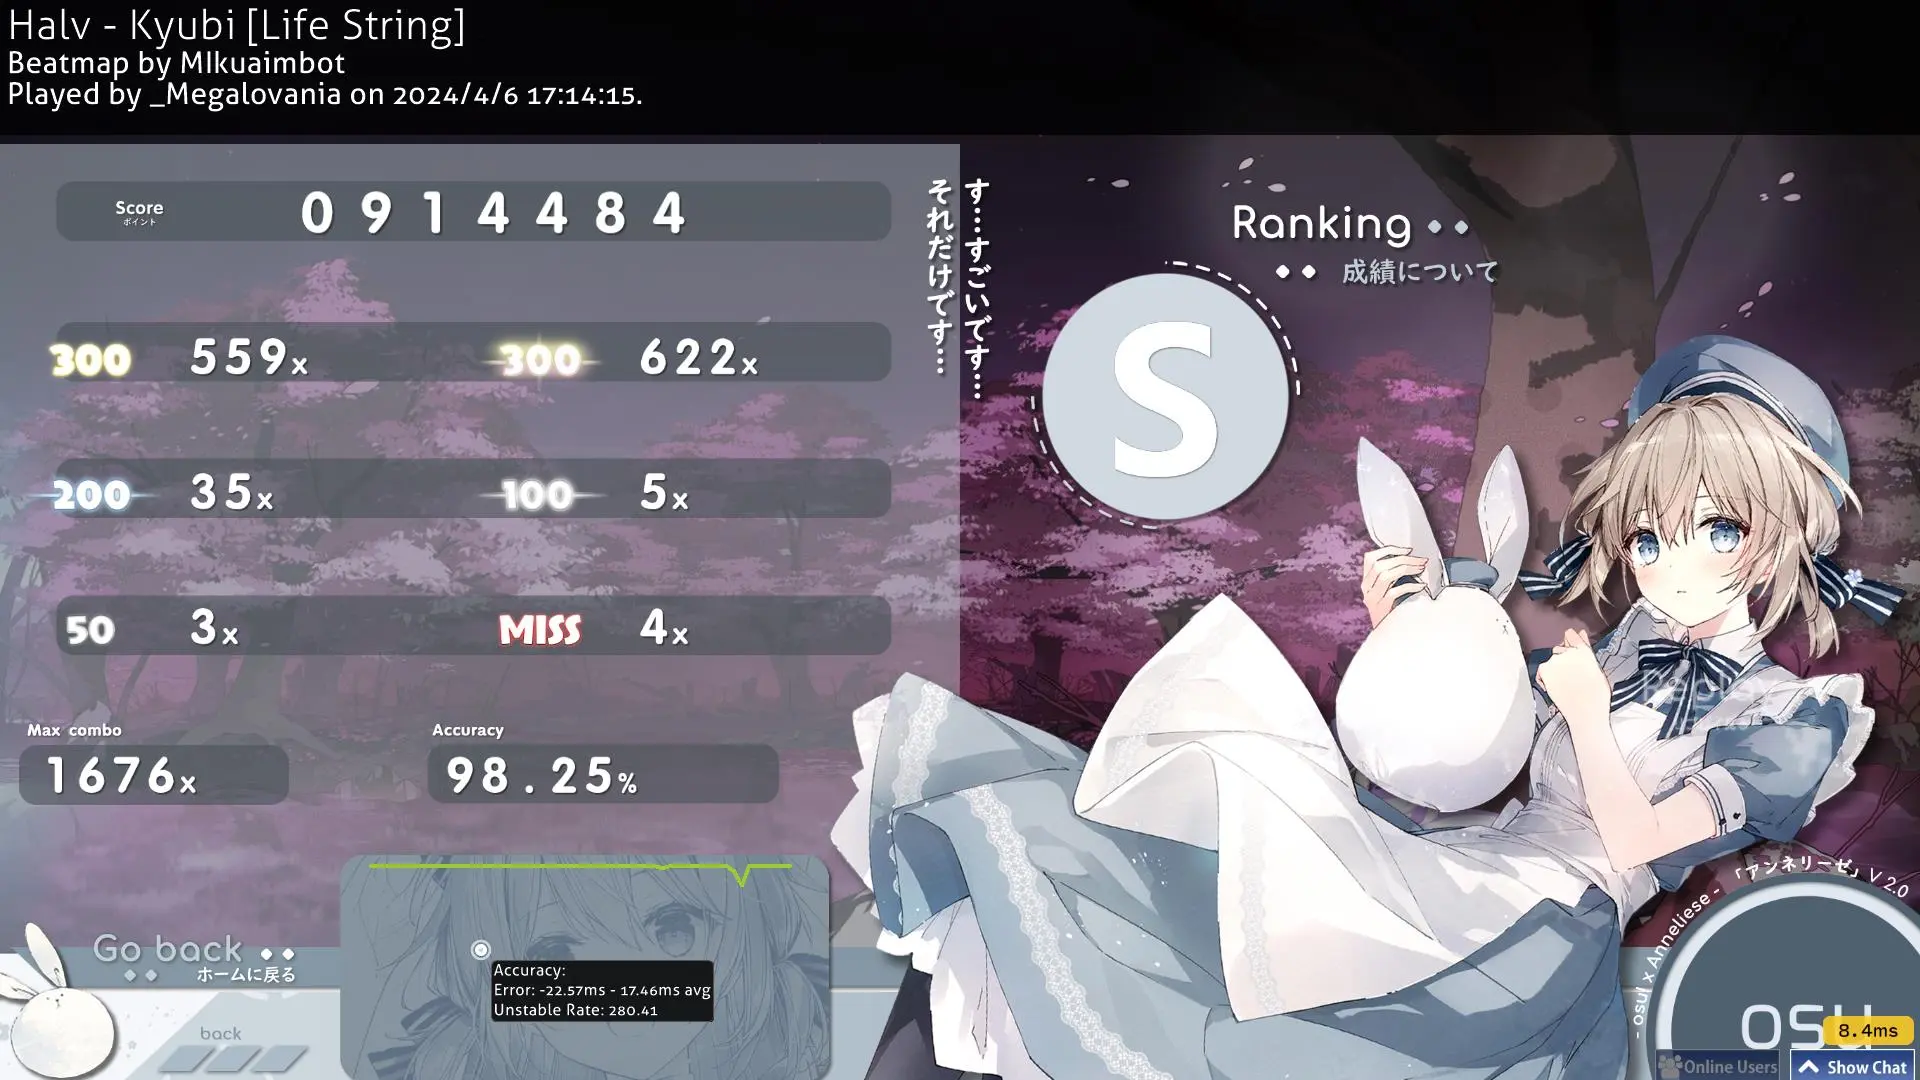 Halv - Kyubi [Life String]
Beatmap by MIkuaimbot
Played by _Megalovania on 2024/4/6 17:14:15.
Score
ポイント
0914484
す…すごいです…
それだけです…
Ranking
成績について
S
300 559x 300 622x
200 35x 100 5x
50 3x MISS 4x
Max combo
1676x
Accuracy
98.25%
Go back
ホームに戻る
back
Accuracy:
Error: -22.57ms - 17.46ms avg
Unstable Rate: 280.41
- osu! x Anneliese - 「アンネリーゼ」 V 2.0
osu
8.4ms
Online Users
Show Chat